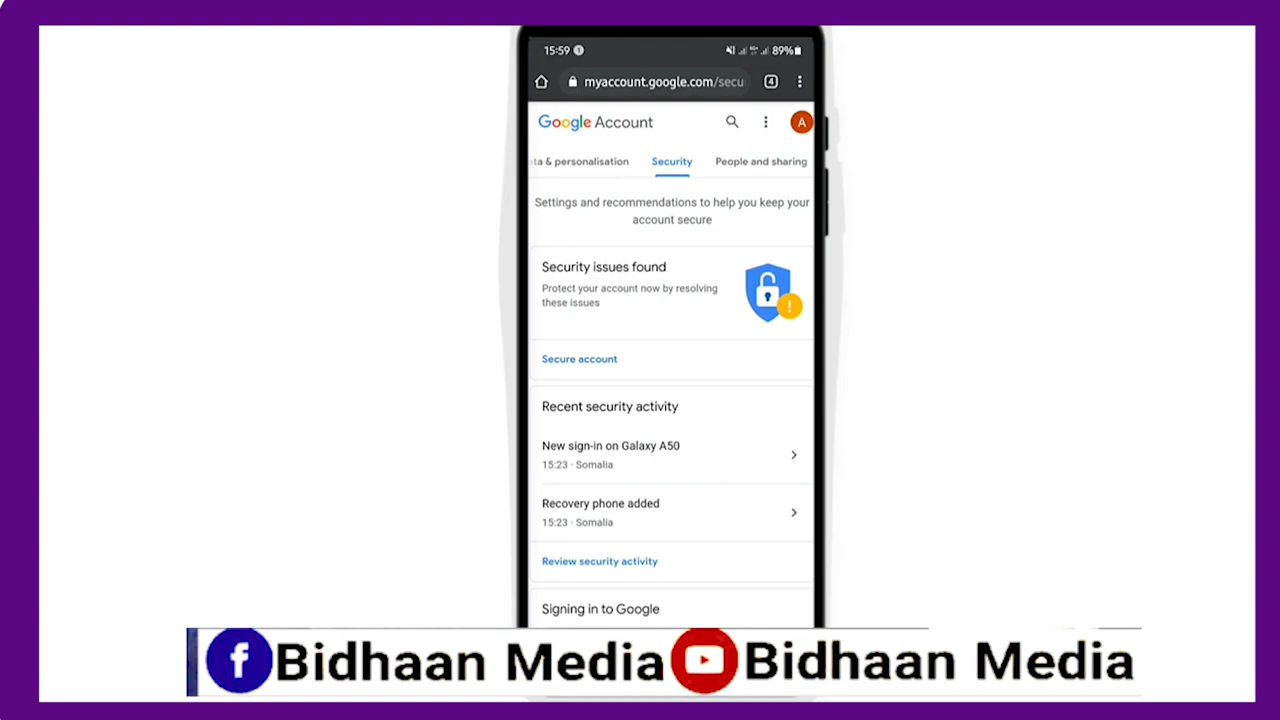 15:59 89%
myaccount.google.com/secu 4
Google Account A
ta & personalisation Security People and sharing
Settings and recommendations to help you keep your
account secure
Security issues found
Protect your account now by resolving
these issues
Secure account
Recent security activity
New sign-in on Galaxy A50
15:23 · Somalia
Recovery phone added
15:23 · Somalia
Review security activity
Signing in to Google
Bidhaan Media Bidhaan Media